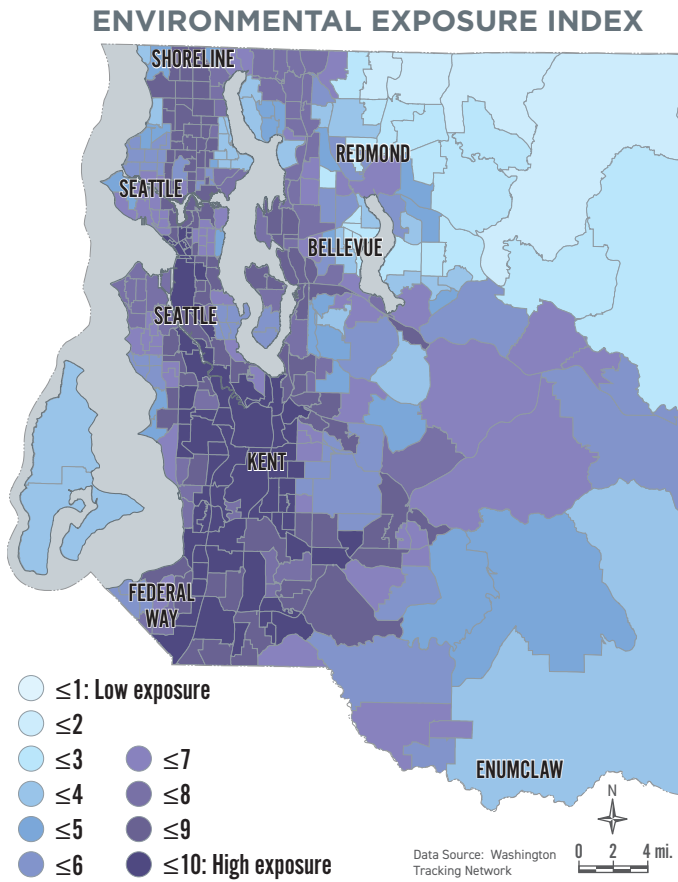 ENVIRONMENTAL EXPOSURE INDEX
SHORELINE
REDMOND
SEATTLE
BELLEVUE
SEATTLE
KENT
FEDERAL
WAY
ENUMCLAW
≤1: Low exposure
≤2
≤3
≤4
≤5
≤6
≤7
≤8
≤9
≤10: High exposure
Data Source: Washington
Tracking Network
N
0 2 4 mi.